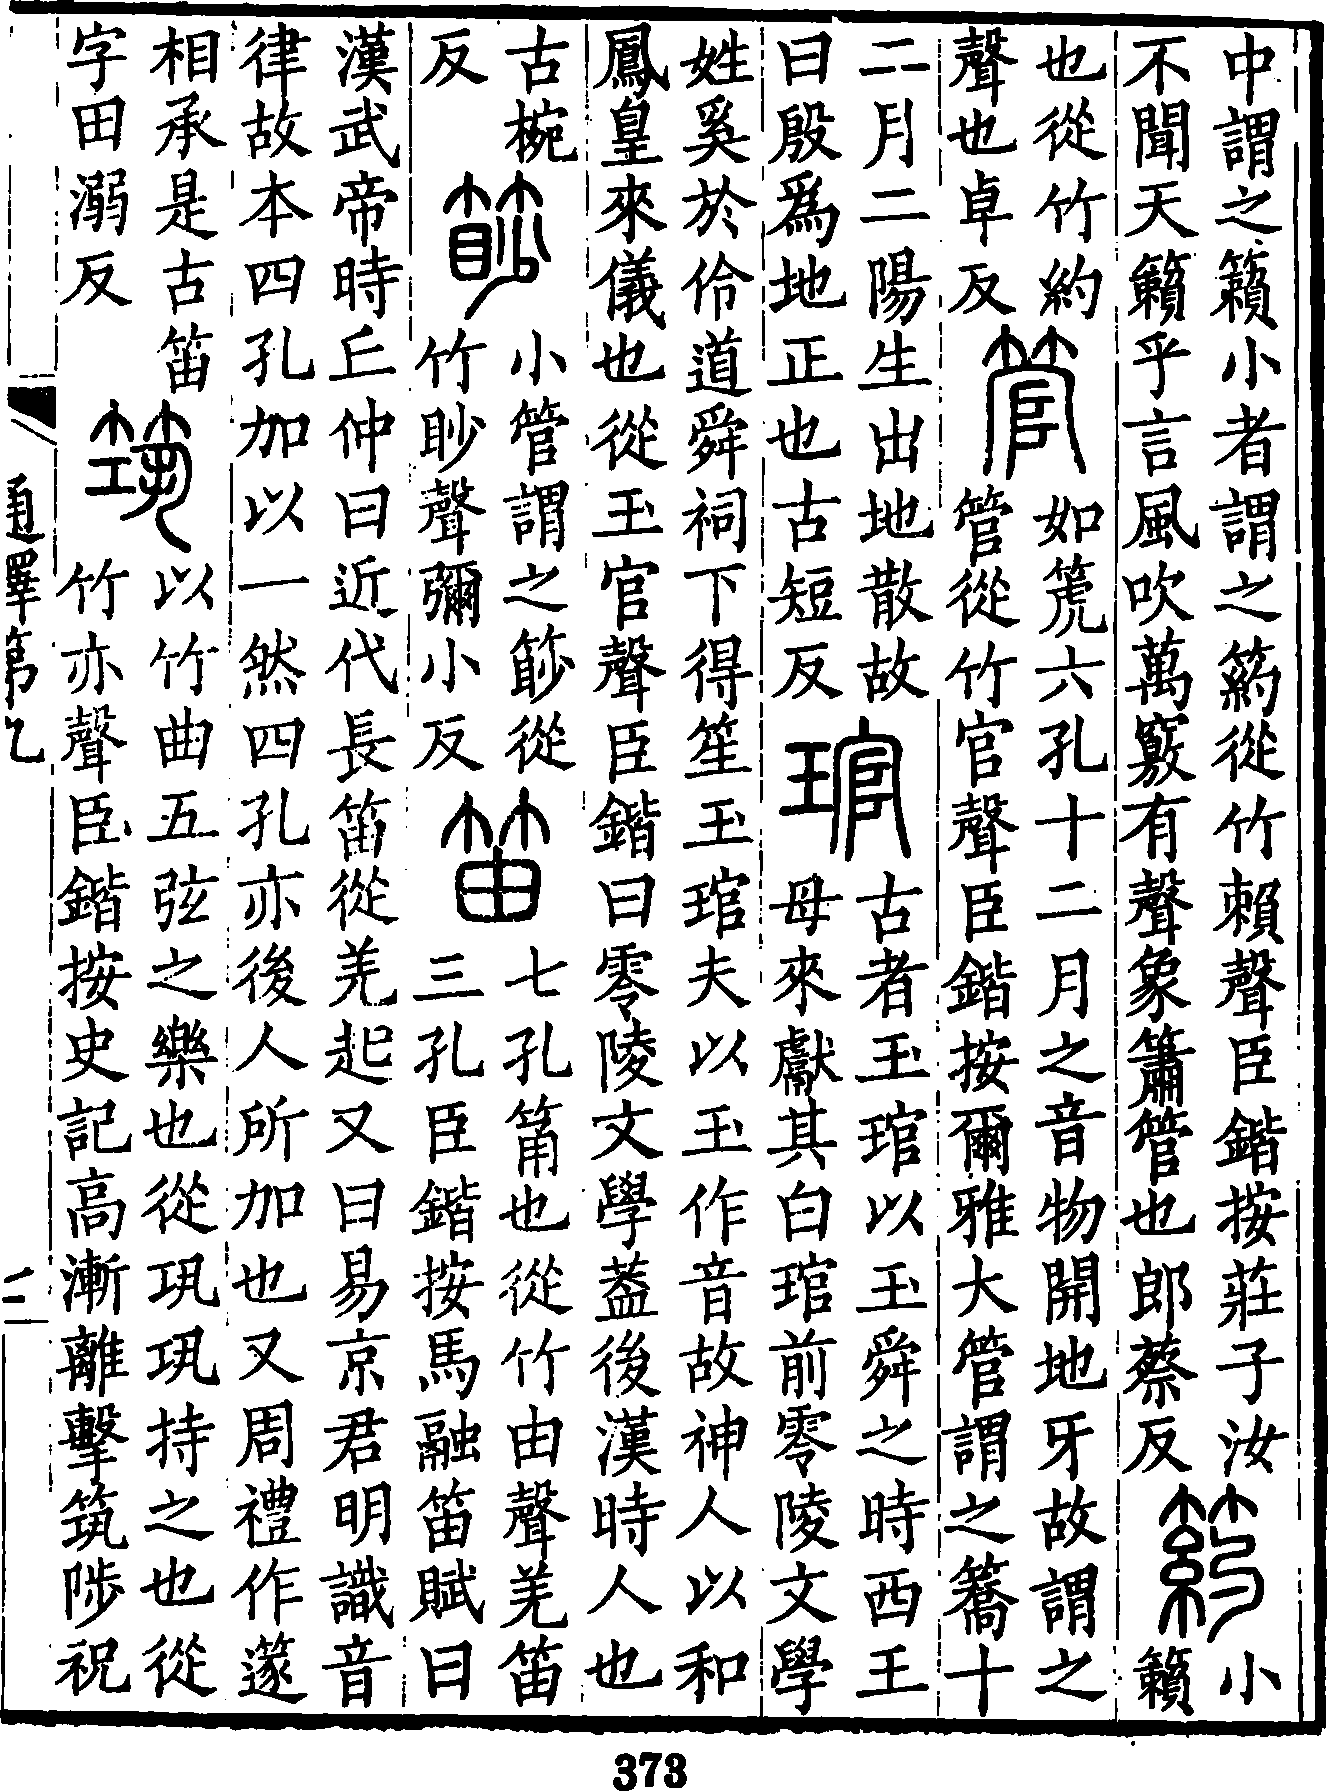 中謂之籟小者謂之箹從竹賴聲臣鍇按莊子汝
不聞天籟乎言風吹萬竅有聲象簫管也郎蔡反
箹
小
籟
也從竹約
聲也卓反
管
如箎六孔十二月之音物開地牙故謂之
管從竹官聲臣鍇按爾雅大管謂之簥十
二月二陽生出地散故
曰殷爲地正也古短反
琯
古者玉琯以玉舜之時西王
母來獻其白琯前零陵文學
姓奚於伶道舜祠下得笙玉琯夫以玉作音故神人以和
鳳皇來儀也從玉官聲臣鍇曰零陵文學蓋後漢時人也
古椀
反
篎
小管謂之篎從
竹眇聲彌小反
笛
七孔筩也從竹由聲羌笛
三孔臣鍇按馬融笛賦曰
漢武帝時丘仲曰近代長笛從羌起又曰易京君明識音
律故本四孔加以一然四孔亦後人所加也又周禮作篴
相承是古笛
字田溺反
筑
以竹曲五弦之樂也從巩巩持之也從
竹亦聲臣鍇按史記高漸離擊筑陟祝
通釋第九
二
373